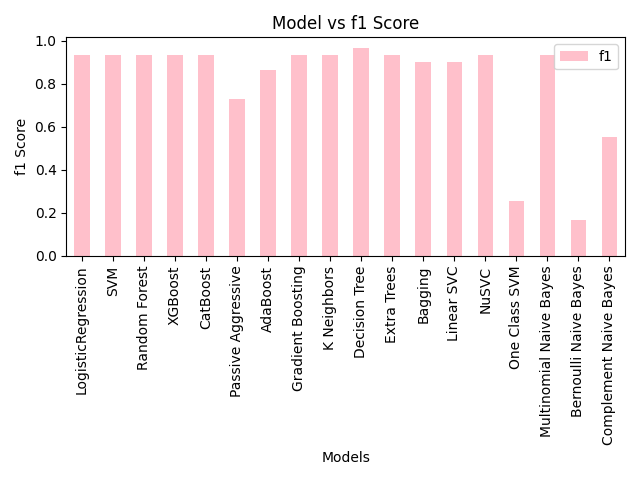 Model vs f1 Score
f1
f1 Score
1.0
0.8
0.6
0.4
0.2
0.0
LogisticRegression
SVM
Random Forest
XGBoost
CatBoost
Passive Aggressive
AdaBoost
Gradient Boosting
K Neighbors
Decision Tree
Extra Trees
Bagging
Linear SVC
NuSVC
One Class SVM
Multinomial Naive Bayes
Bernoulli Naive Bayes
Complement Naive Bayes
Models